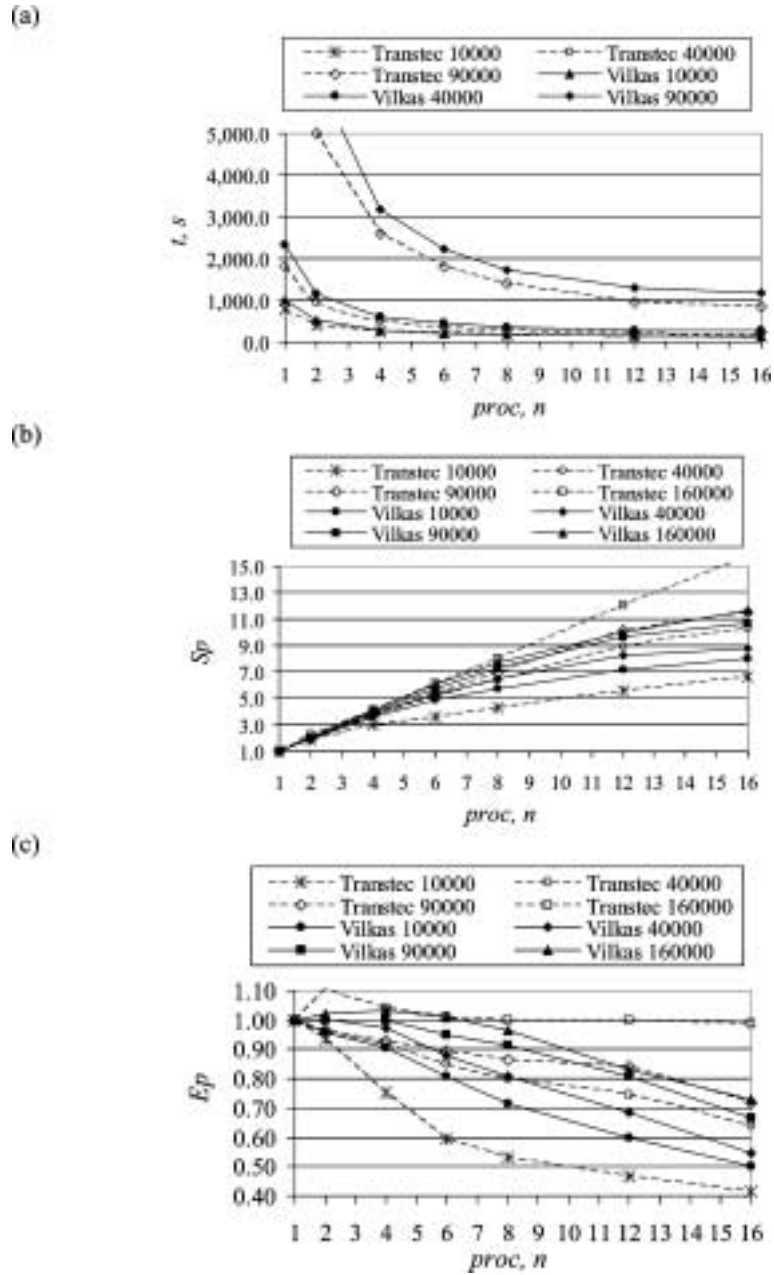 (a)
Transtec 10000 Transtec 40000
Transtec 90000 Vilkas 10000
Vilkas 40000 Vilkas 90000
5,000.0
4,000.0
3,000.0
2,000.0
1,000.0
0.0
t, s
1 2 3 4 5 6 7 8 9 10 11 12 13 14 15 16
proc, n
(b)
Transtec 10000 Transtec 40000
Transtec 90000 Transtec 160000
Vilkas 10000 Vilkas 40000
Vilkas 90000 Vilkas 160000
15.0
13.0
11.0
9.0
7.0
5.0
3.0
1.0
Sp
1 2 3 4 5 6 7 8 9 10 11 12 13 14 15 16
proc, n
(c)
Transtec 10000 Transtec 40000
Transtec 90000 Transtec 160000
Vilkas 10000 Vilkas 40000
Vilkas 90000 Vilkas 160000
1.10
1.00
0.90
0.80
0.70
0.60
0.50
0.40
Ep
1 2 3 4 5 6 7 8 9 10 11 12 13 14 15 16
proc, n